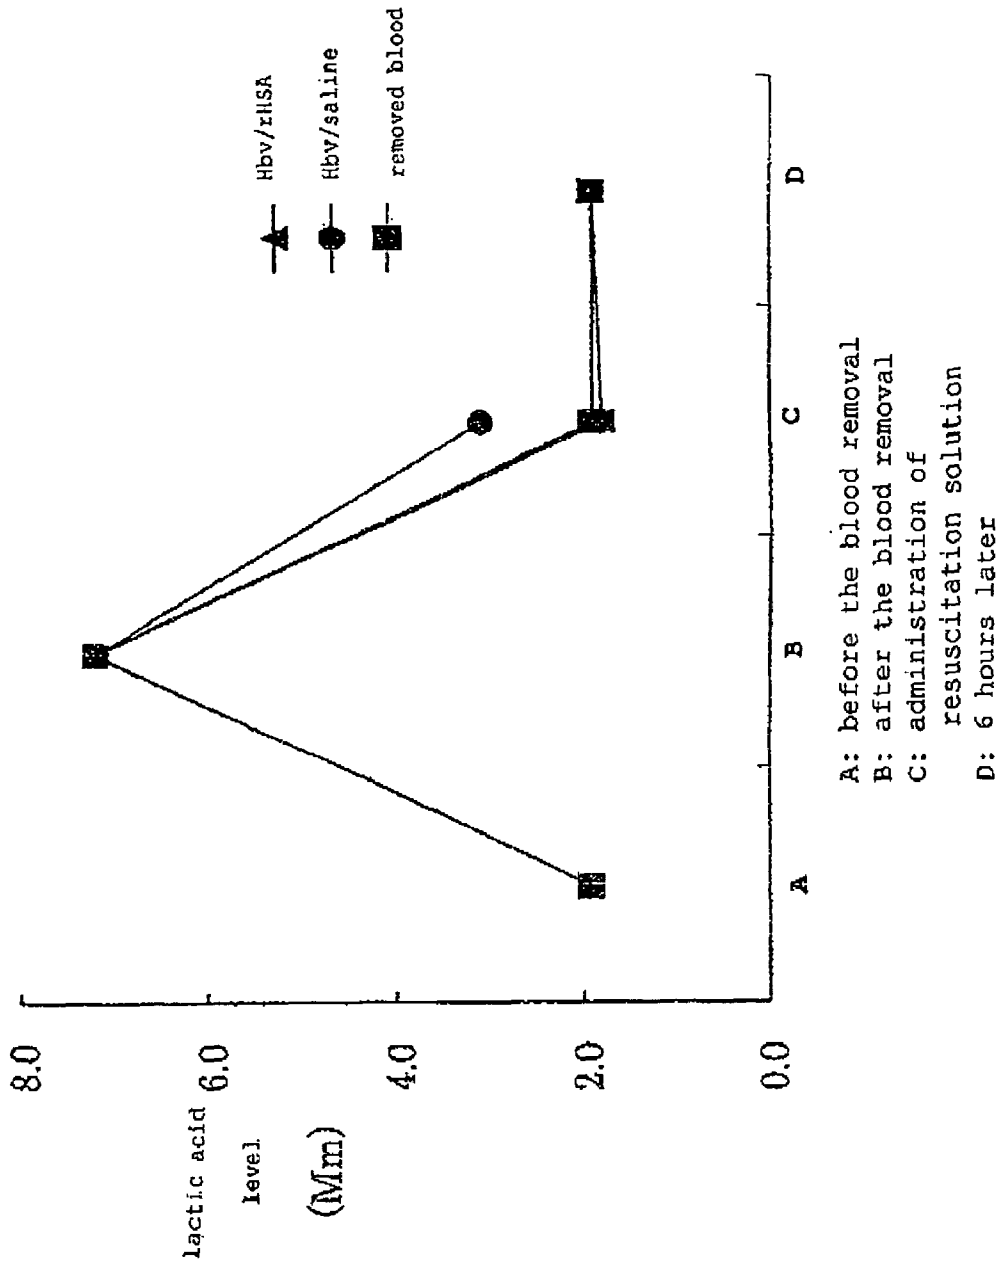 lactic acid
level
(Mm)
8.0
6.0
4.0
2.0
0.0
Hbv/rHSA
Hbv/saline
removed blood
A
B
C
D
A: before the blood removal
B: after the blood removal
C: administration of
resuscitation solution
D: 6 hours later